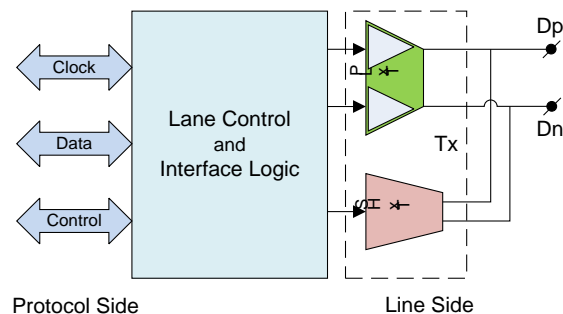 Dp
Clock
Dn
Lane Control
and
Interface Logic
Data
Tx
Control
Protocol Side
Line Side